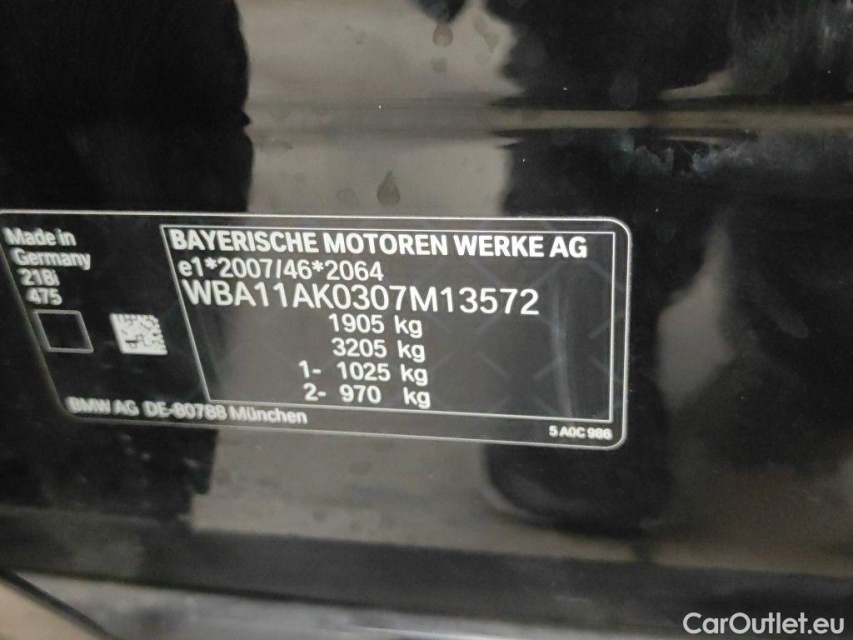 Made in
Germany
218i
475
BAYERISCHE MOTOREN WERKE AG
e1*2007/46*2064
WBA11AK0307M13572
1905 kg
3205 kg
1- 1025 kg
2- 970 kg
BMW AG DE-80788 München
5 A0C 986
CarOutlet.eu